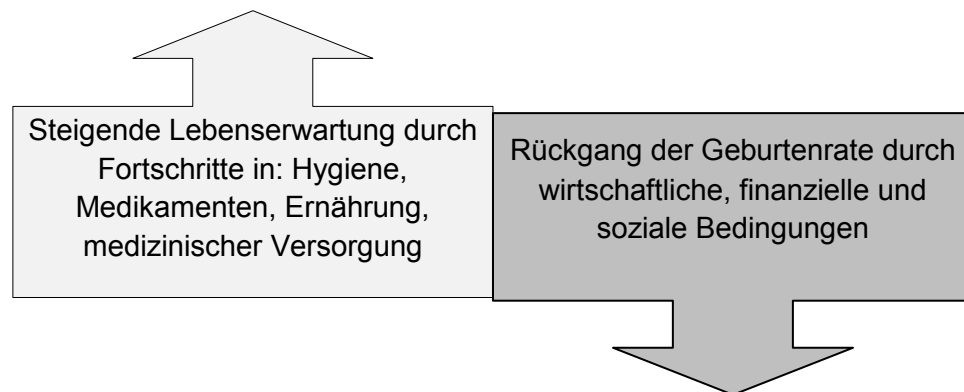 Steigende Lebenserwartung durch
Fortschritte in: Hygiene,
Medikamenten, Ernährung,
medizinischer Versorgung
Rückgang der Geburtenrate durch
wirtschaftliche, finanzielle und
soziale Bedingungen